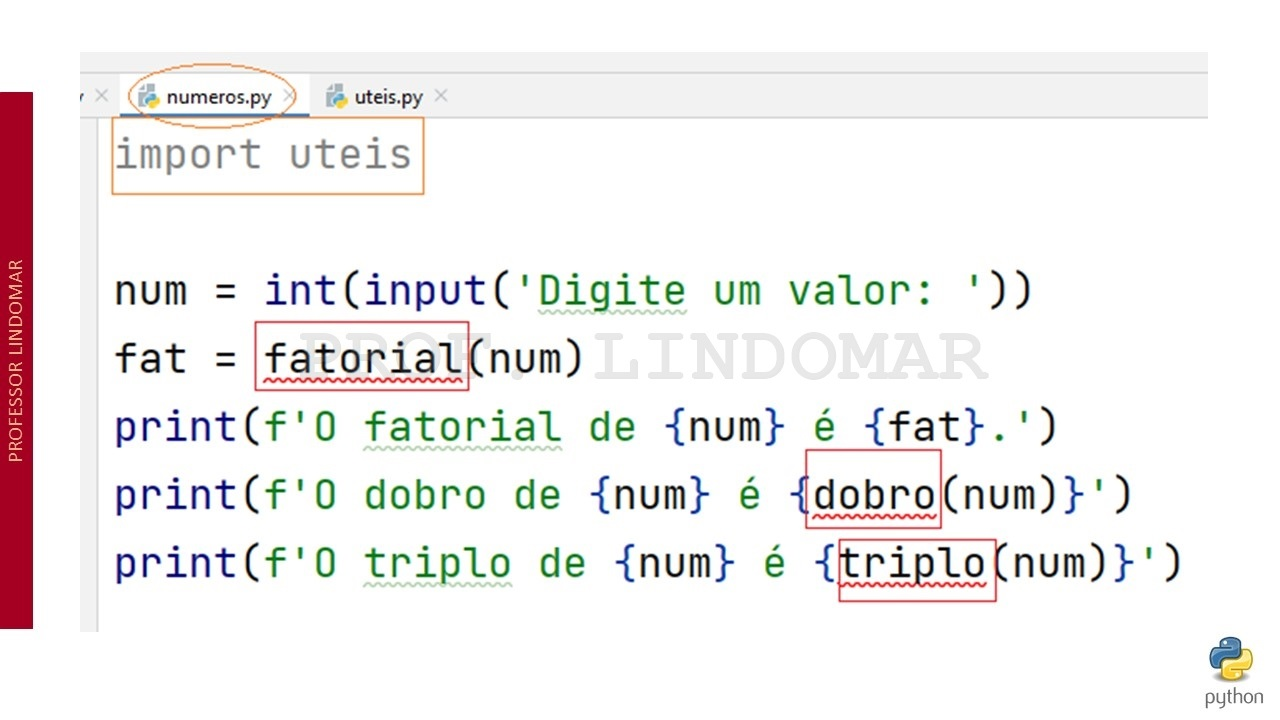 numeros.py
uteis.py
import uteis
num = int(input('Digite um valor: '))
fat = fatorial(num)
PROF. LINDOMAR
print(f'O fatorial de {num} é {fat}.')
print(f'O dobro de {num} é {dobro(num)}')
print(f'O triplo de {num} é {triplo(num)}')
PROFESSOR LINDOMAR
python